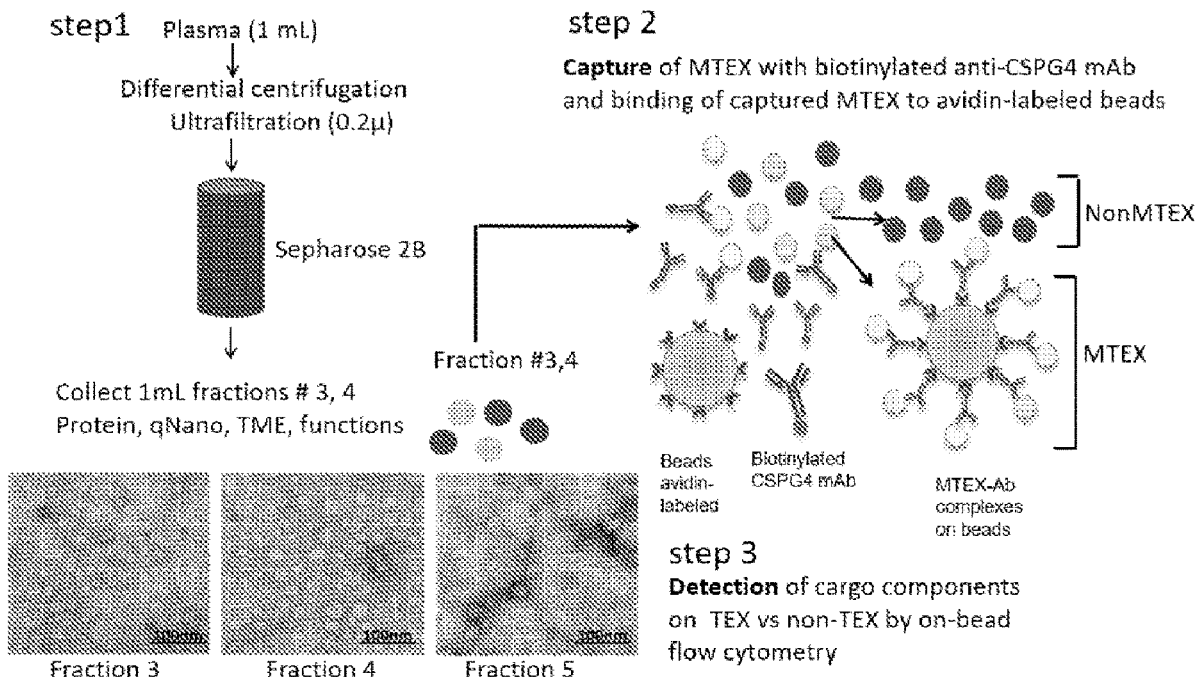 step1
Plasma (1 mL)
Differential centrifugation
Ultrafiltration (0.2µ)
Sepharose 2B
Collect 1mL fractions # 3, 4
Protein, qNano, TME, functions
Fraction #3,4
100nm
100nm
100nm
Fraction 3
Fraction 4
Fraction 5
step 2
Capture of MTEX with biotinylated anti-CSPG4 mAb
and binding of captured MTEX to avidin-labeled beads
NonMTEX
MTEX
Beads
avidin-
labeled
Biotinylated
CSPG4 mAb
MTEX-Ab
complexes
on beads
step 3
Detection of cargo components
on TEX vs non-TEX by on-bead
flow cytometry